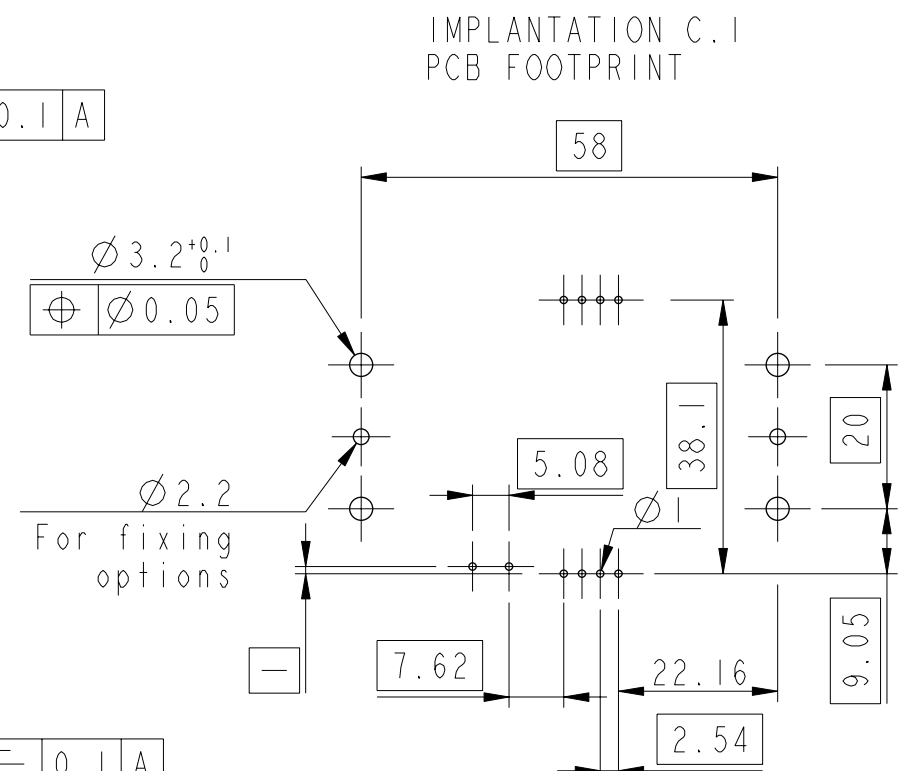 IMPLANTATION C.I
PCB FOOTPRINT
0.1 A
58
Ø3.2 +0.1 0
⌖ Ø0.05
38.1
20
5.08
Ø2.2
Ø1
For fixing
options
1
7.62
22.16
9.05
2.54
0.1 A